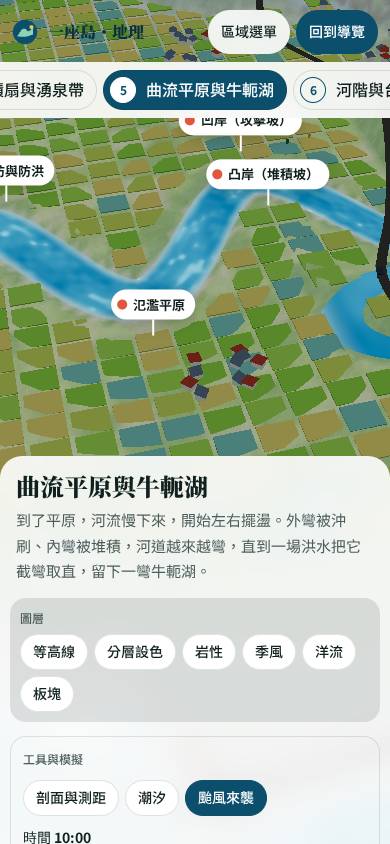 一座島・地理
區域選單
回到導覽
扇與湧泉帶
5 曲流平原與牛軛湖
6 河階與台
凹岸（攻擊坡）
防與防洪
凸岸（堆積坡）
氾濫平原
曲流平原與牛軛湖
到了平原，河流慢下來，開始左右擺盪。外彎被沖
刷、內彎被堆積，河道越來越彎，直到一場洪水把它
截彎取直，留下一彎牛軛湖。
圖層
等高線
分層設色
岩性
季風
洋流
板塊
工具與模擬
剖面與測距
潮汐
颱風來襲
時間 10:00